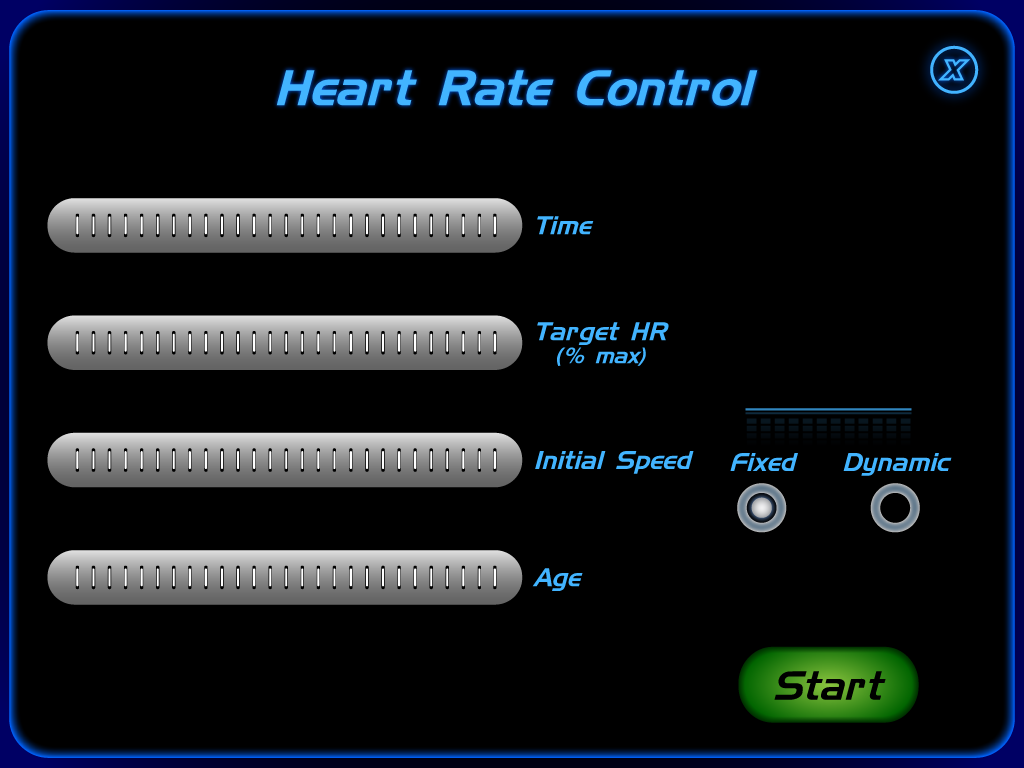 Heart Rate Control
X
Time
Target HR
(% max)
Initial Speed
Fixed
Dynamic
Age
Start